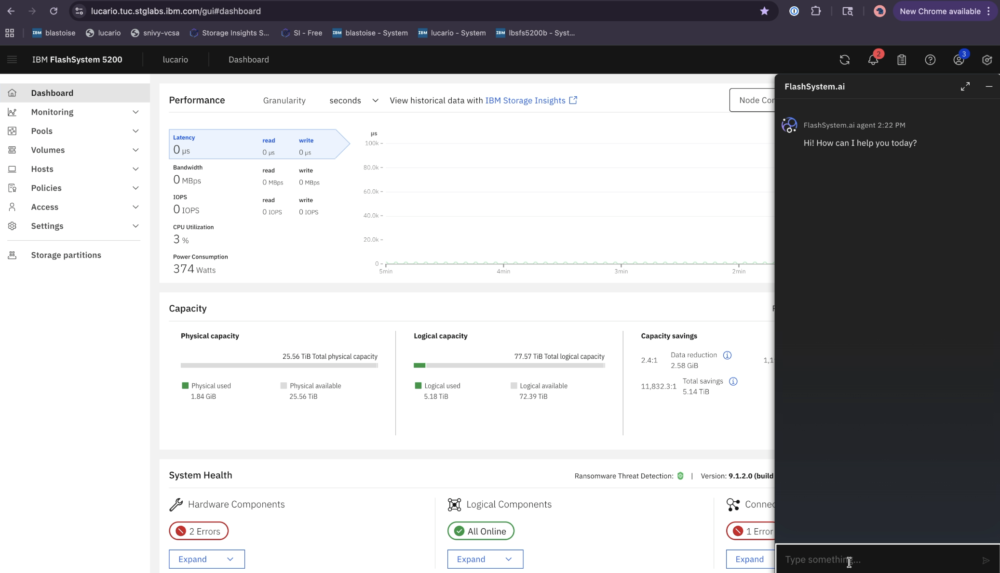 lucario.tuc.stglabs.ibm.com/gui#dashboard
New Chrome available
IBM blastoise
lucario
snivy-vcsa
Storage Insights S...
SI - Free
IBM blastoise - System
IBM lucario - System
IBM lbsfs5200b - Syst...
IBM FlashSystem 5200
lucario
Dashboard
2
3
Dashboard
Monitoring
Pools
Volumes
Hosts
Policies
Access
Settings
Storage partitions
Performance
Granularity
seconds
View historical data with IBM Storage Insights
Node Cor
Latency
read
write
0 µs
0 µs
0 µs
Bandwidth
read
write
0 MBps
0 MBps
0 MBps
IOPS
read
write
0 IOPS
0 IOPS
0 IOPS
CPU Utilization
3 %
Power Consumption
374 Watts
µs
100k
80.0k
60.0k
40.0k
20.0k
0
5min
4min
3min
2min
Capacity
Physical capacity
25.56 TiB Total physical capacity
Physical used
1.84 GiB
Physical available
25.56 TiB
Logical capacity
77.57 TiB Total logical capacity
Logical used
5.18 TiB
Logical available
72.39 TiB
Capacity savings
2.4:1
Data reduction
2.58 GiB
1,1
11,832.3:1
Total savings
5.14 TiB
System Health
Ransomware Threat Detection:
| Version: 9.1.2.0 (build
Hardware Components
2 Errors
Expand
Logical Components
All Online
Expand
Connec
1 Error
Expand
FlashSystem.ai
FlashSystem.ai agent 2:22 PM
Hi! How can I help you today?
Type something...